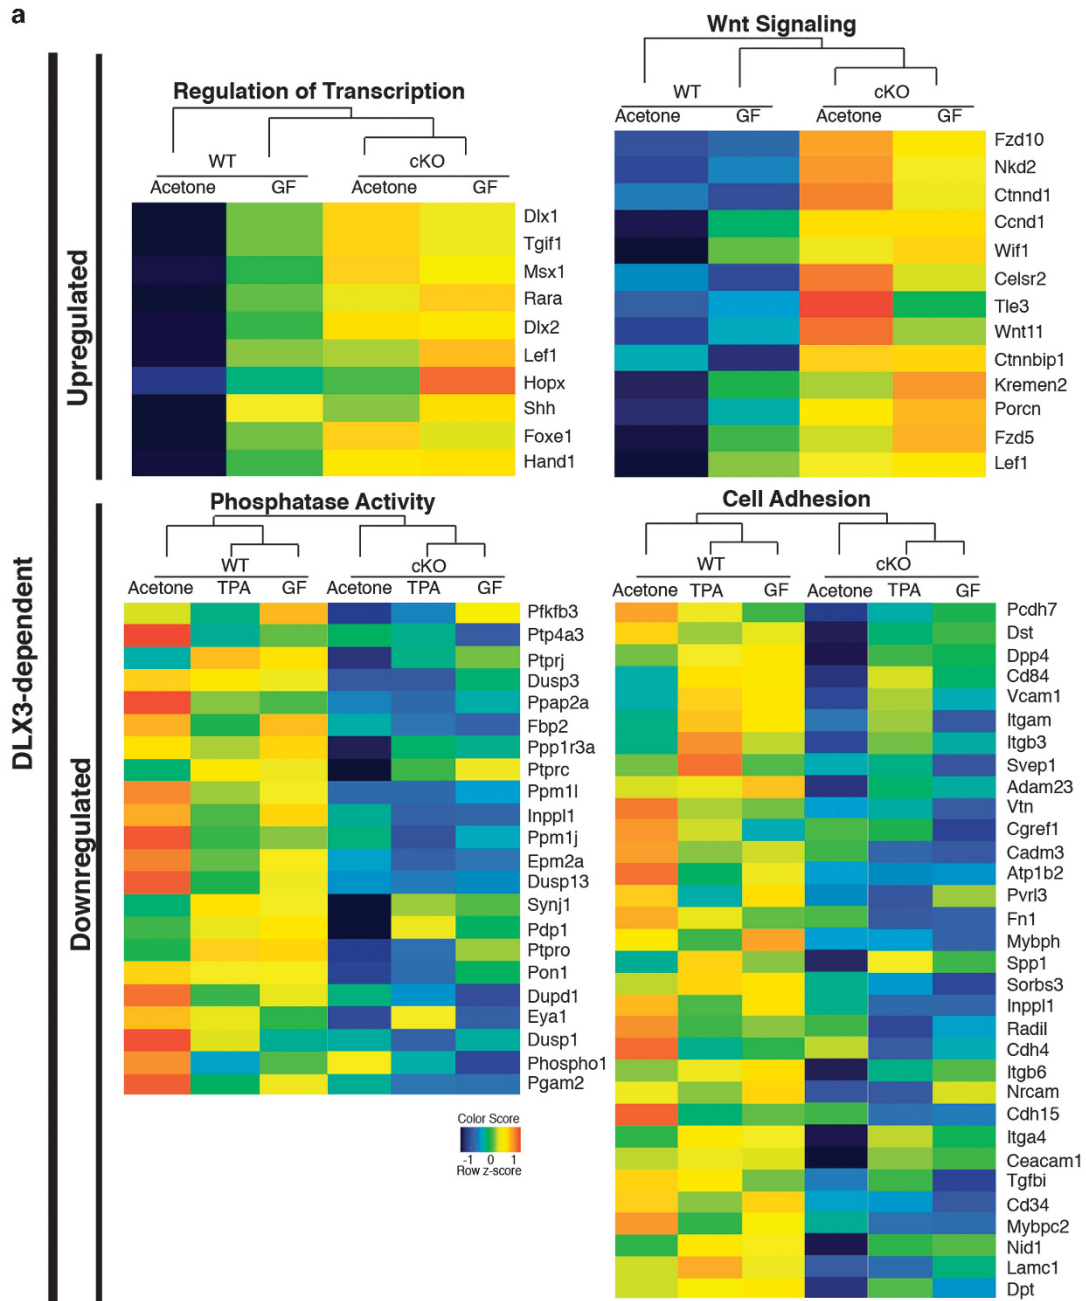 a
DLX3-dependent
Upregulated
Regulation of Transcription
WT
cKO
Acetone
GF
Acetone
GF
Dlx1
Tgif1
Msx1
Rara
Dlx2
Lef1
Hopx
Shh
Foxe1
Hand1
Wnt Signaling
WT
cKO
Acetone
GF
Acetone
GF
Fzd10
Nkd2
Ctnnd1
Ccnd1
Wif1
Celsr2
Tle3
Wnt11
Ctnnbip1
Kremen2
Porcn
Fzd5
Lef1
Downregulated
Phosphatase Activity
WT
cKO
Acetone
TPA
GF
Acetone
TPA
GF
Pfkfb3
Ptp4a3
Ptprj
Dusp3
Ppap2a
Fbp2
Ppp1r3a
Ptprc
Ppm1l
Inppl1
Ppm1j
Epm2a
Dusp13
Synj1
Pdp1
Ptpro
Pon1
Dupd1
Eya1
Dusp1
Phospho1
Pgam2
Color Score
-1 0 1
Row z-score
Cell Adhesion
WT
cKO
Acetone
TPA
GF
Acetone
TPA
GF
Pcdh7
Dst
Dpp4
Cd84
Vcam1
Itgam
Itgb3
Svep1
Adam23
Vtn
Cgref1
Cadm3
Atp1b2
Pvrl3
Fn1
Mybph
Spp1
Sorbs3
Inppl1
Radil
Cdh4
Itgb6
Nrcam
Cdh15
Itga4
Ceacam1
Tgfbi
Cd34
Mybpc2
Nid1
Lamc1
Dpt